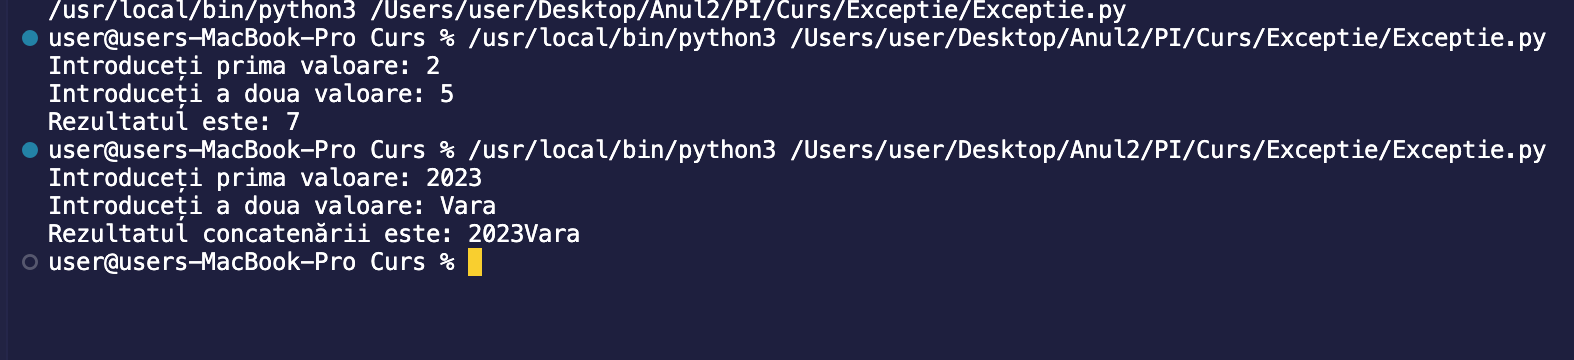 /usr/local/bin/python3 /Users/user/Desktop/Anul2/PI/Curs/Exceptie/Exceptie.py
user@users-MacBook-Pro Curs % /usr/local/bin/python3 /Users/user/Desktop/Anul2/PI/Curs/Exceptie/Exceptie.py
Introduceți prima valoare: 2
Introduceți a doua valoare: 5
Rezultatul este: 7
user@users-MacBook-Pro Curs % /usr/local/bin/python3 /Users/user/Desktop/Anul2/PI/Curs/Exceptie/Exceptie.py
Introduceți prima valoare: 2023
Introduceți a doua valoare: Vara
Rezultatul concatenării este: 2023Vara
user@users-MacBook-Pro Curs %